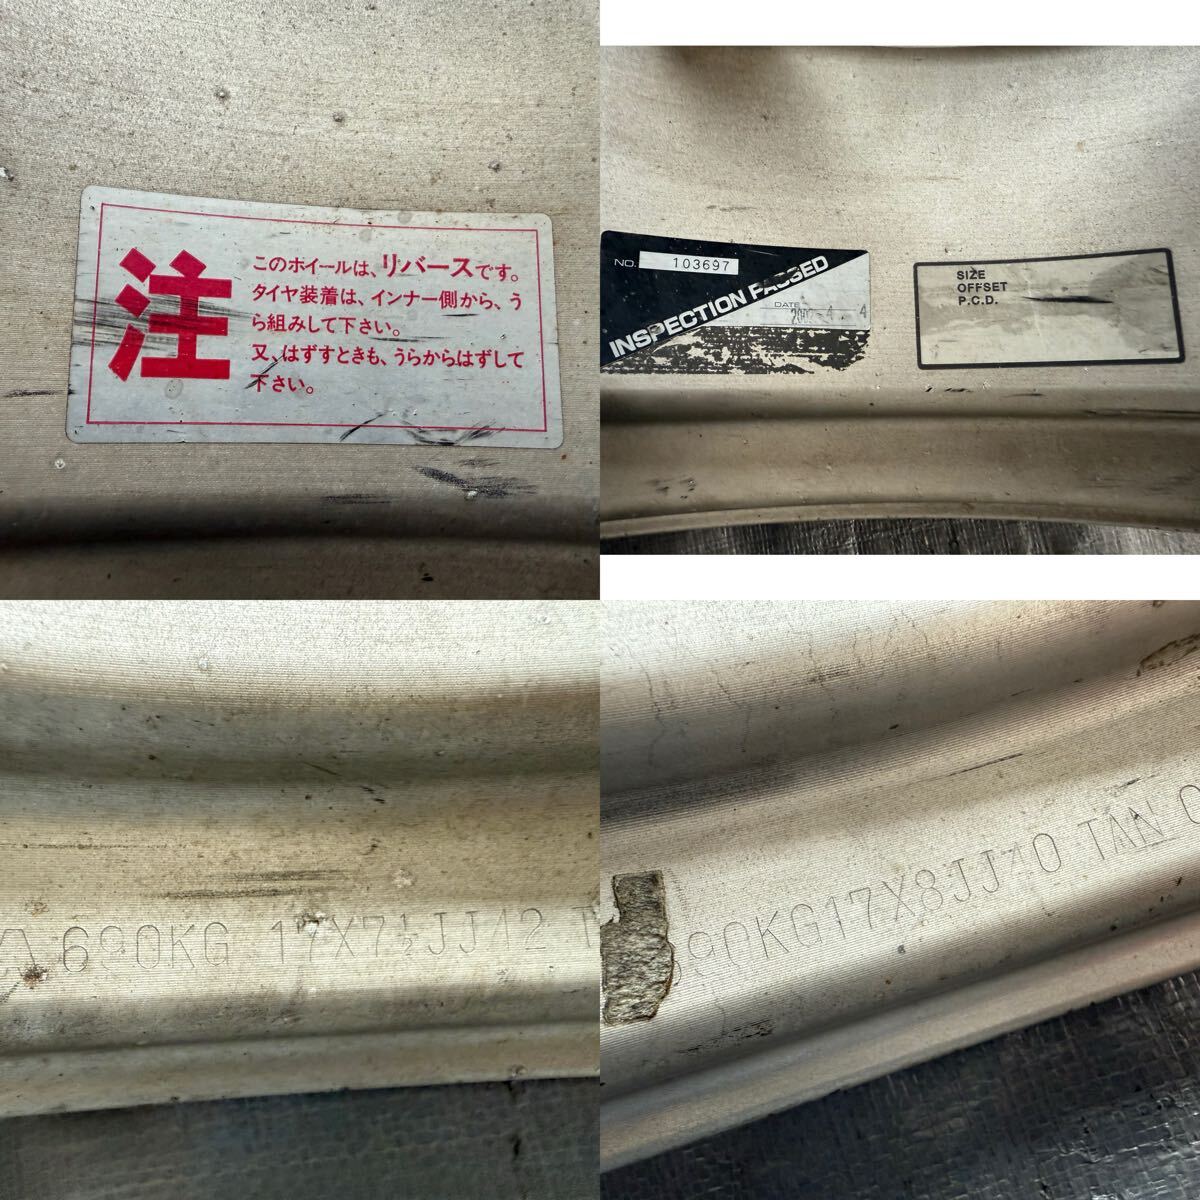 注
このホイールは、リバースです。
タイヤ装着は、インナー側から、う
ら組みして下さい。
又、はずすときも、うらからはずして
下さい。
NO. 103697
INSPECTION PASSED
DATE
SIZE
OFFSET
P.C.D.
690KG 17X7½JJ42 T
90KG17X8JJ40 TAN